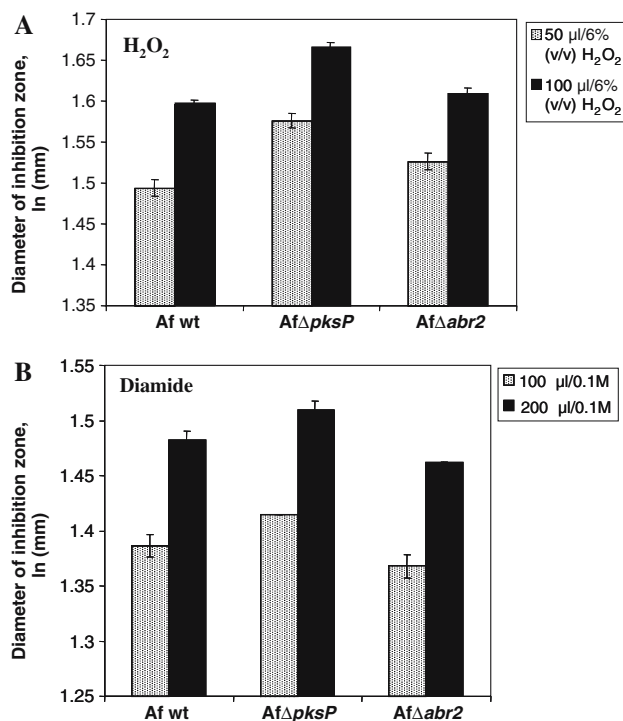 A
H₂O₂
Diameter of inhibition zone,
ln (mm)
1.7
1.65
1.6
1.55
1.5
1.45
1.4
1.35
Af wt
AfΔpksP
AfΔabr2
50 µl/6%
(v/v) H₂O₂
100 µl/6%
(v/v) H₂O₂
B
Diamide
Diameter of inhibition zone,
ln (mm)
1.55
1.5
1.45
1.4
1.35
1.3
1.25
Af wt
AfΔpksP
AfΔabr2
100 µl/0.1M
200 µl/0.1M